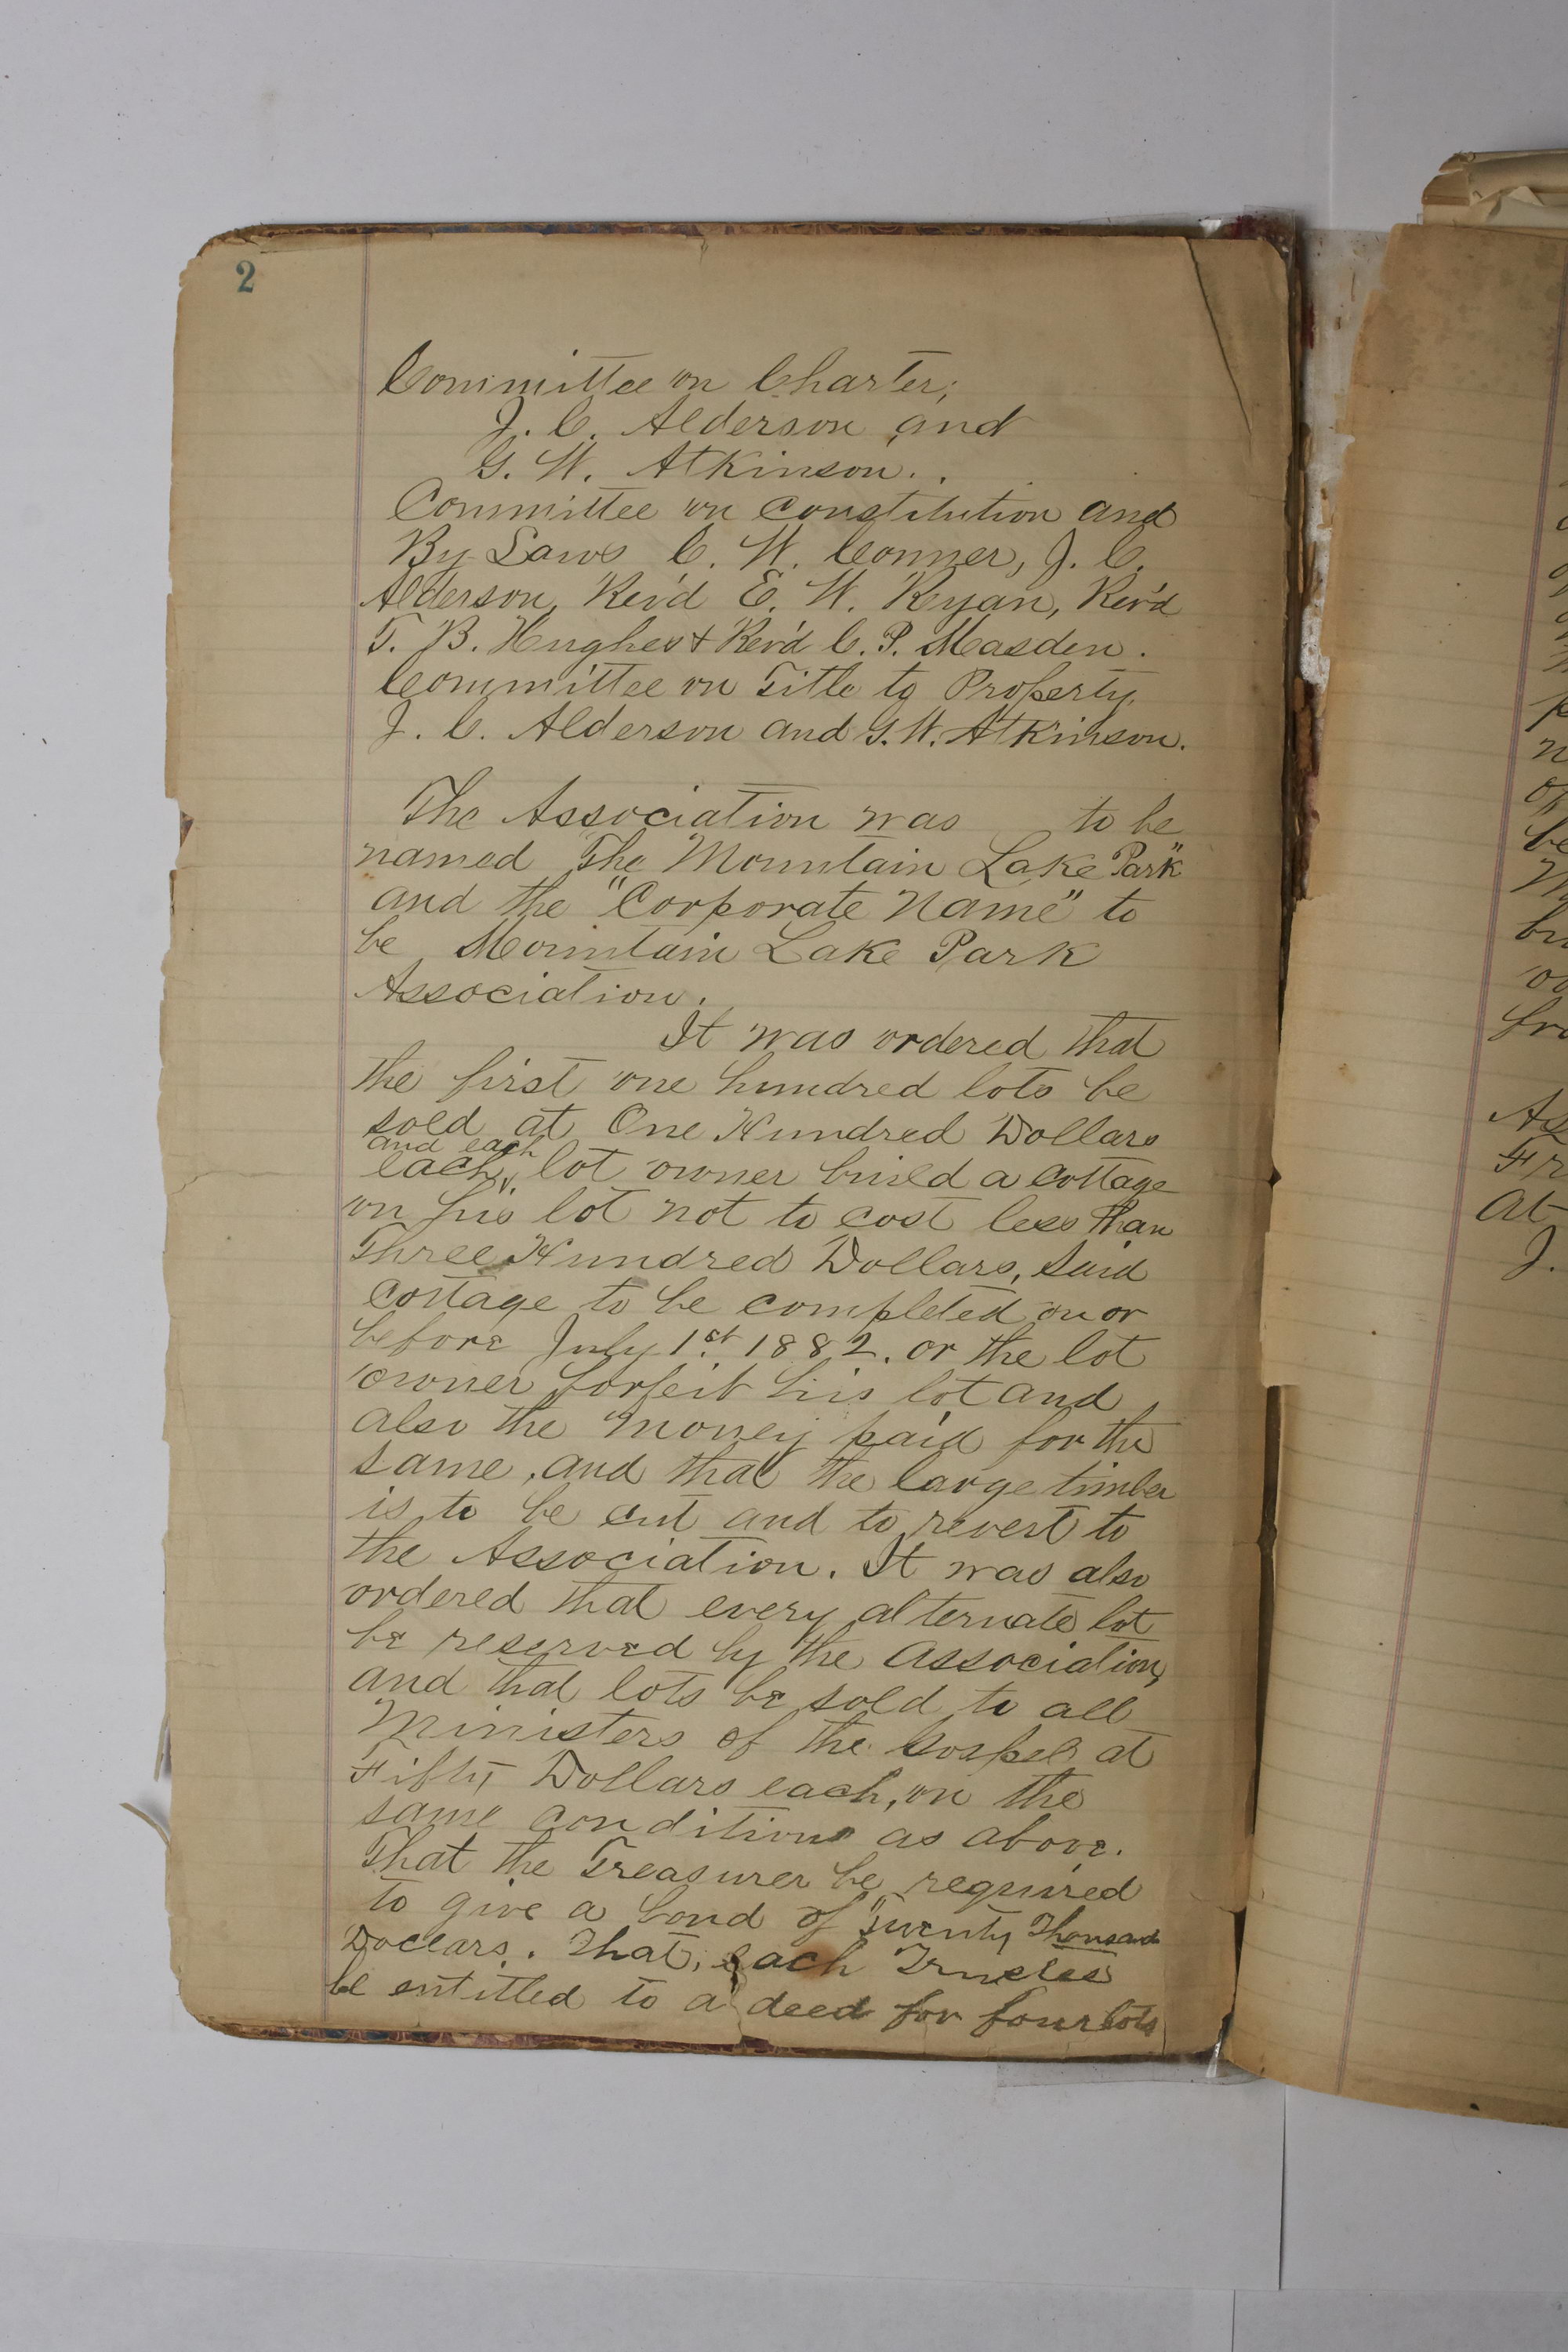 2
Committee on Charter;
J. C. Alderson and
G. W. Atkinson.
Committee on Constitution and
By-Laws C. W. Conner, J. C.
Alderson, Rev'd E. W. Ryan, Rev'd
T. B. Hughes & Rev'd C. P. Masden.
Committee on Title to Property,
J. C. Alderson and G. W. Atkinson.
The Association was to be
named The Mountain Lake Park"
and the "Corporate Name" to
be Mountain Lake Park
Association.
It was ordered that
the first one hundred lots be
sold at One Hundred Dollars
and each
each, lot owner build a cottage
on his lot not to cost less than
Three Hundred Dollars, said
cottage to be completed on or
before July 1st 1882. or the lot
owner forfeit his lot and
also the money paid for the
same, and that the large timber
is to be cut and to revert to
the Association. It was also
ordered that every alternate lot
be reserved by the Association,
and that lots be sold to all
Ministers of the Gospel at
Fifty Dollars each, on the
same conditions as above.
That the Treasurer be required
to give a bond of Twenty Thousand
Dollars. That, each Trustee
be entitled to a deed for four lots
As
Fr
at
J.